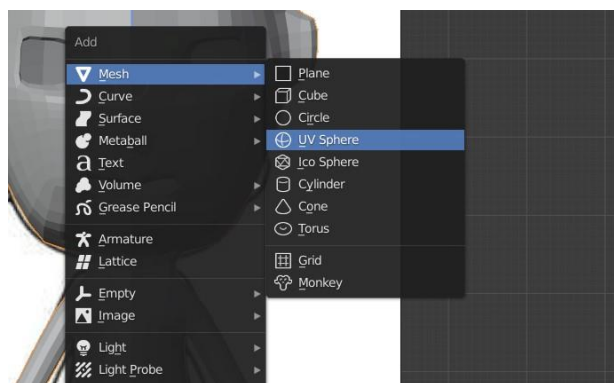 Add
Mesh
Curve
Surface
Metaball
Text
Volume
Grease Pencil
Armature
Lattice
Empty
Image
Light
Light Probe
Plane
Cube
Circle
UV Sphere
Ico Sphere
Cylinder
Cone
Torus
Grid
Monkey